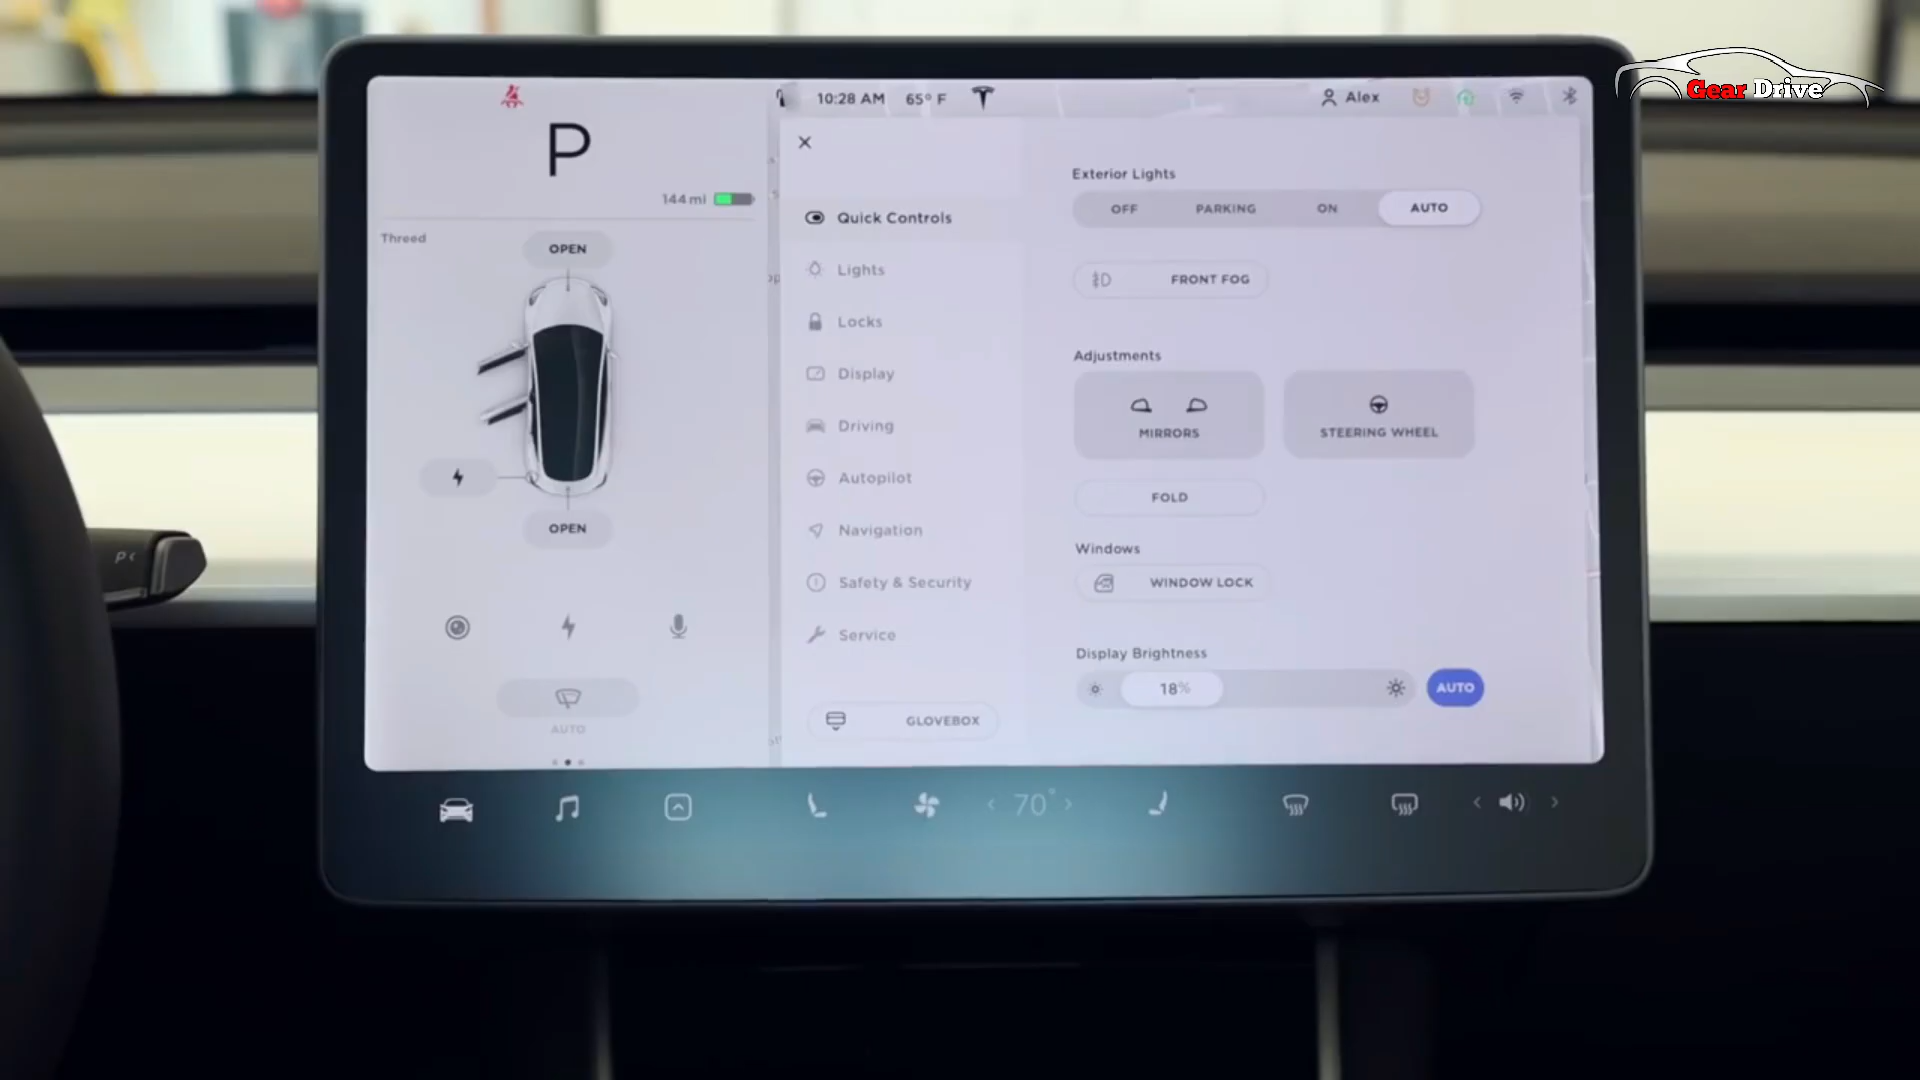 10:28 AM 65° F
Alex
Gear Drive
P
144 mi
Threed
OPEN
OPEN
AUTO
Quick Controls
Lights
Locks
Display
Driving
Autopilot
Navigation
Safety & Security
Service
GLOVEBOX
Exterior Lights
OFF PARKING ON AUTO
FRONT FOG
Adjustments
MIRRORS STEERING WHEEL
FOLD
Windows
WINDOW LOCK
Display Brightness
18% AUTO
70°
P